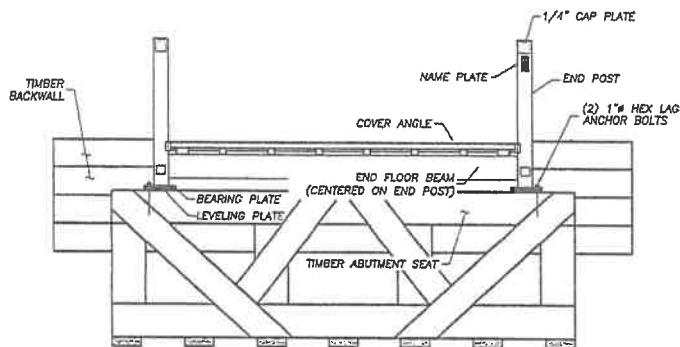 1/4" CAP PLATE
NAME PLATE
END POST
TIMBER
BACKWALL
(2) 1"ø HEX LAG
ANCHOR BOLTS
COVER ANGLE
END FLOOR BEAM
(CENTERED ON END POST)
BEARING PLATE
LEVELING PLATE
TIMBER ABUTMENT SEAT